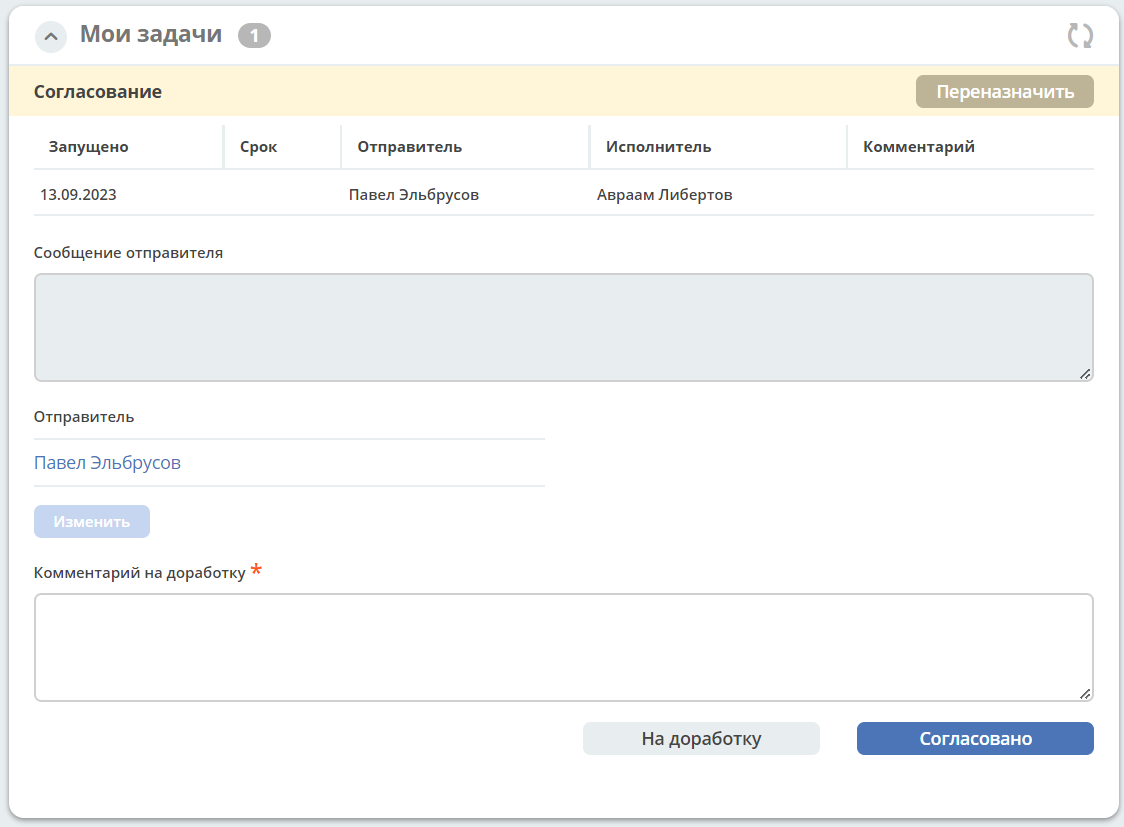 Мои задачи 1
Согласование Переназначить
Запущено Срок Отправитель Исполнитель Комментарий
13.09.2023 Павел Эльбрусов Авраам Либертов
Сообщение отправителя
Отправитель
Павел Эльбрусов
Изменить
Комментарий на доработку *
На доработку Согласовано